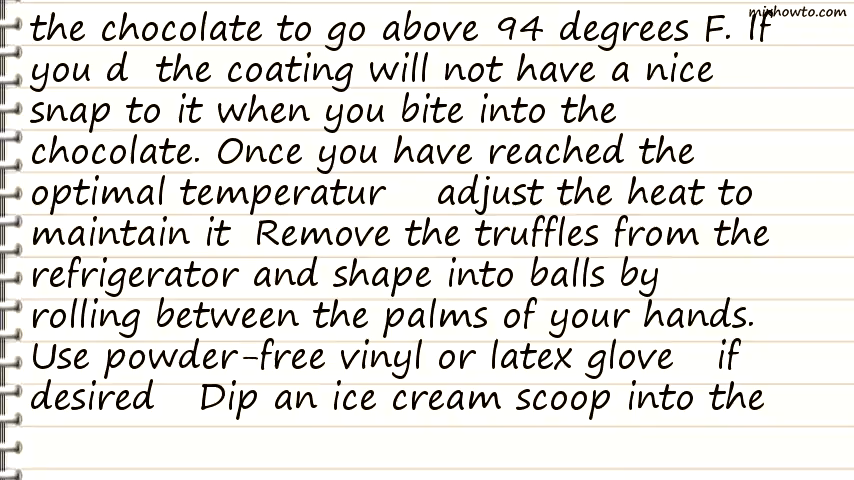 mixhowto.com
the chocolate to go above 94 degrees F. If
you d the coating will not have a nice
snap to it when you bite into the
chocolate. Once you have reached the
optimal temperatur adjust the heat to
maintain it Remove the truffles from the
refrigerator and shape into balls by
rolling between the palms of your hands.
Use powder-free vinyl or latex glove if
desired Dip an ice cream scoop into the